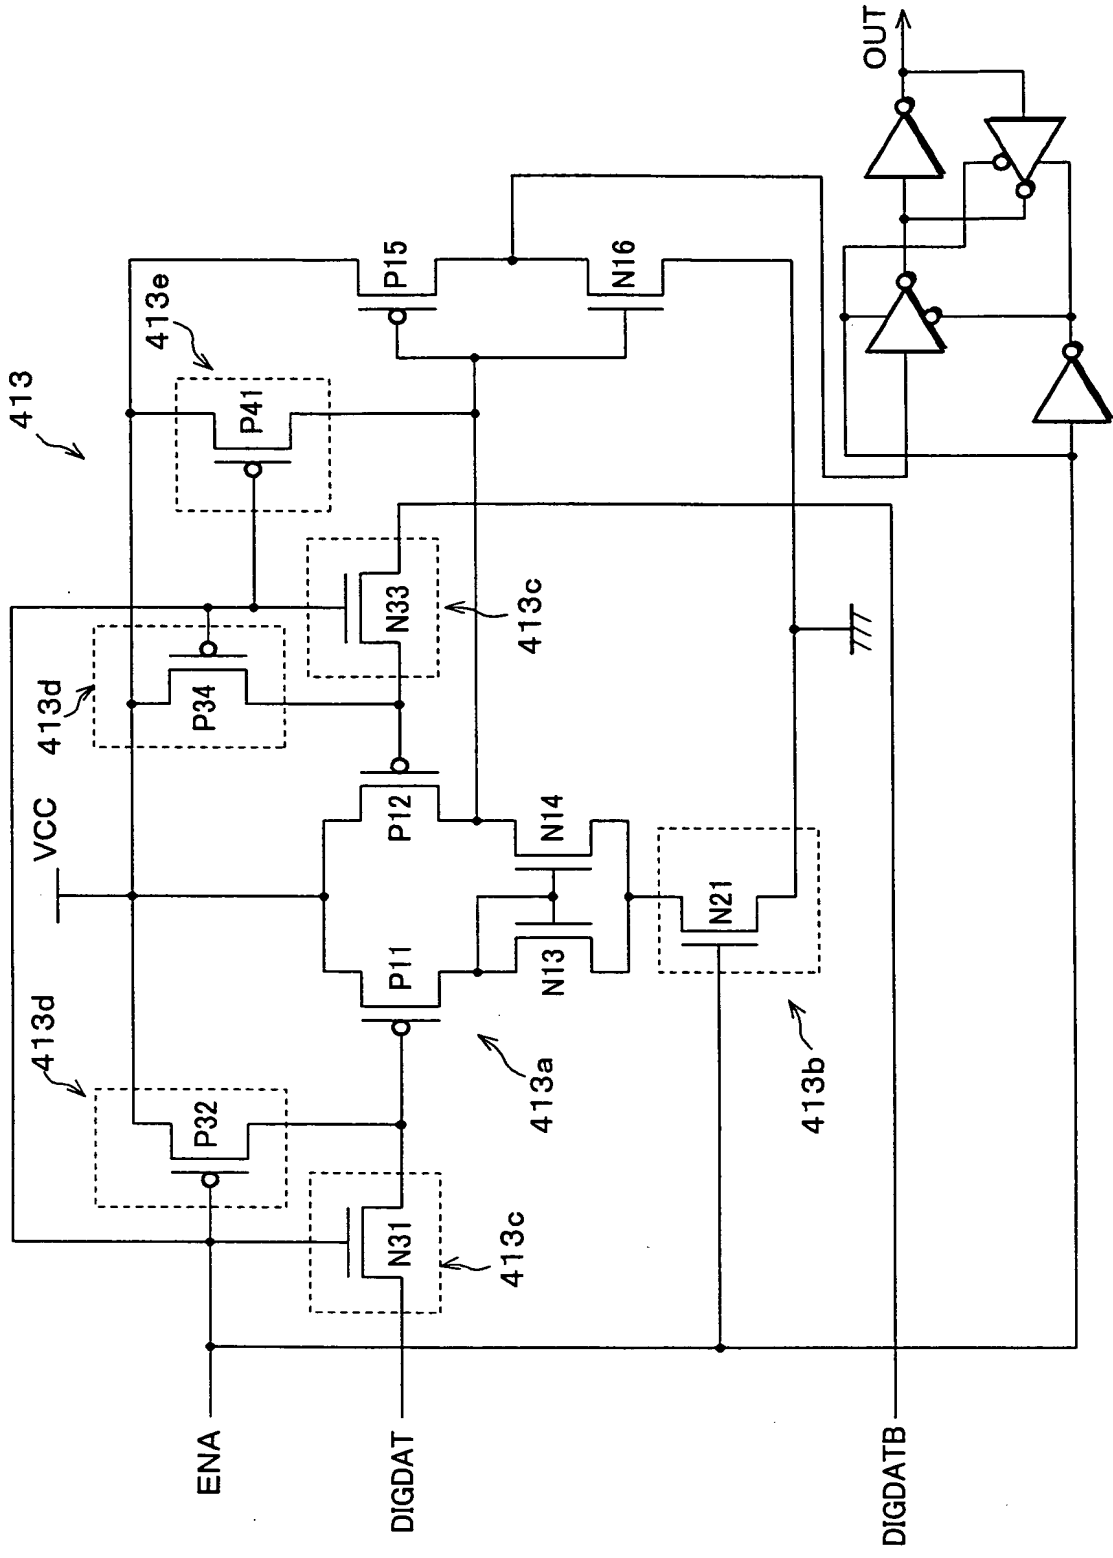 413
413d
413d
413e
VCC
P32
P34
P41
N31
413c
P11
P12
N33
413c
P15
413a
N13
N14
N16
N21
413b
ENA
DIGDAT
DIGDATB
OUT